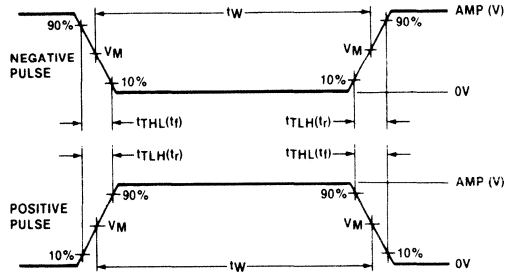 tW AMP (V)
90% 90%
NEGATIVE PULSE VM VM
10% 10%
0V
tTHL(tf) tTLH(tr)
tTLH(tr) tTHL(tf)
AMP (V)
90% 90%
POSITIVE PULSE VM VM
10% 10%
tW 0V